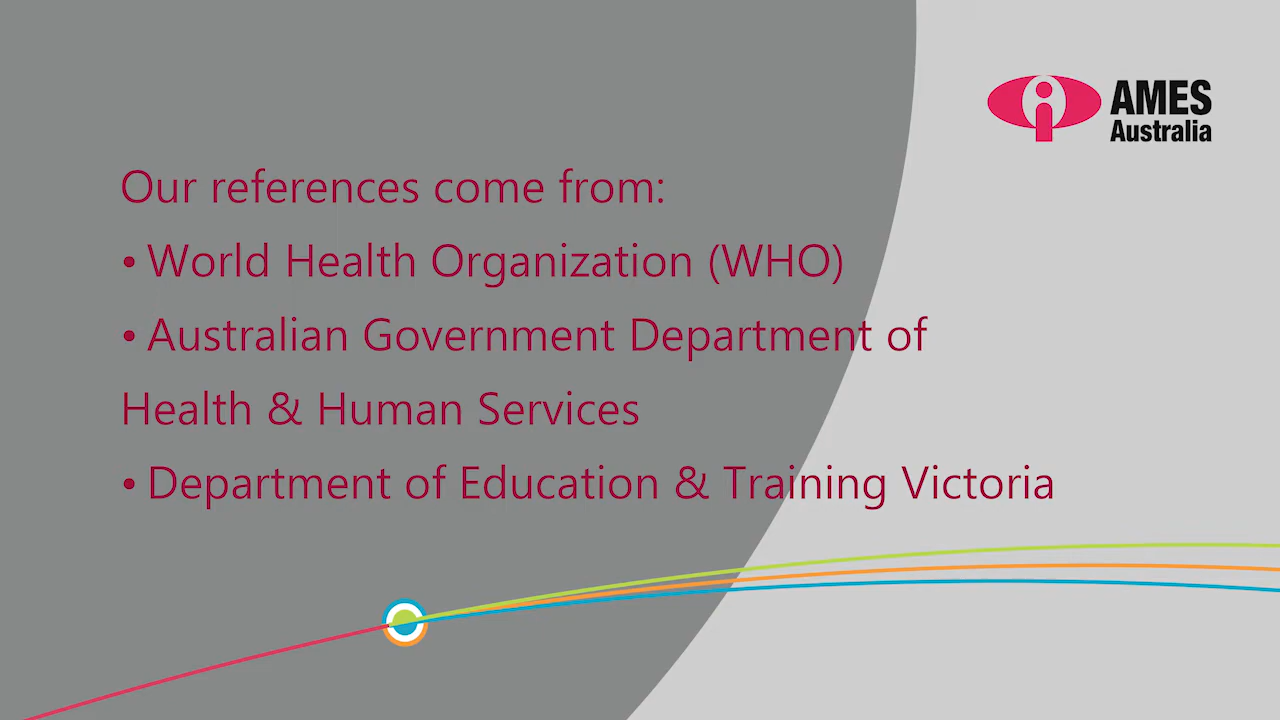 AMES
Australia
Our references come from:
• World Health Organization (WHO)
• Australian Government Department of
Health & Human Services
• Department of Education & Training Victoria